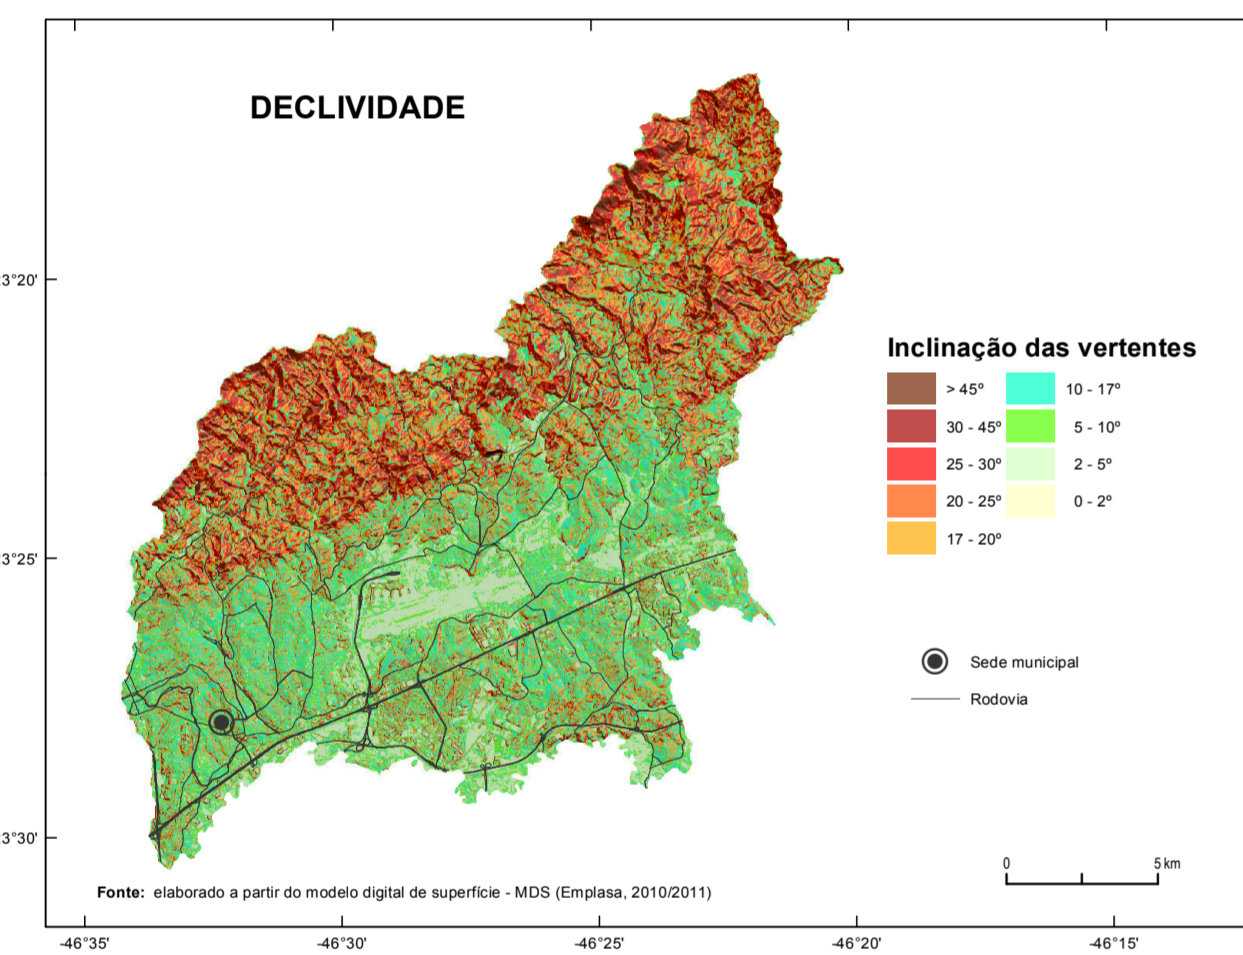 DECLIVIDADE
3°20'
3°25'
3°30'
Inclinação das vertentes
> 45º
10 - 17º
30 - 45º
5 - 10º
25 - 30º
2 - 5º
20 - 25º
0 - 2º
17 - 20º
Sede municipal
Rodovia
0
5 km
Fonte: elaborado a partir do modelo digital de superfície - MDS (Emplasa, 2010/2011)
-46°35'
-46°30'
-46°25'
-46°20'
-46°15'